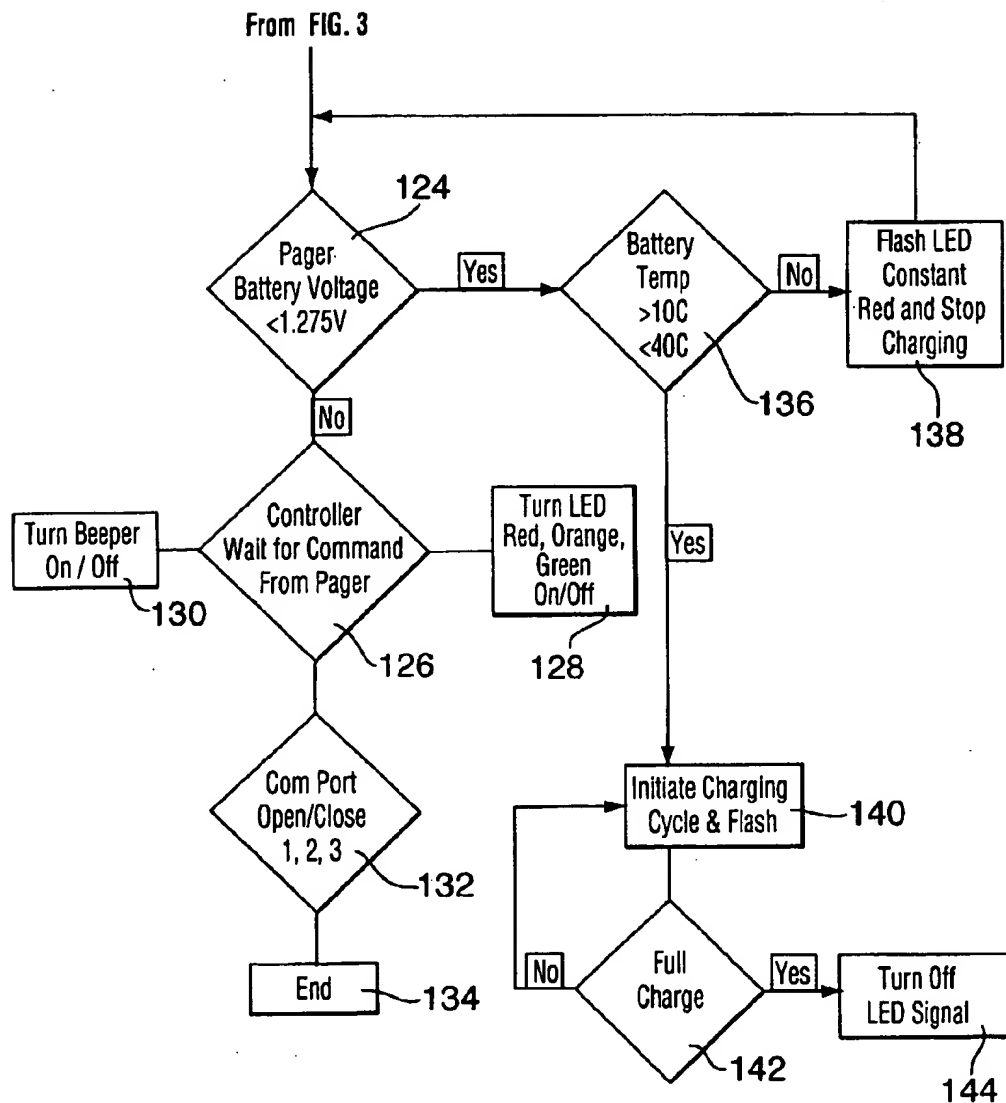 From FIG. 3
124
Pager
Battery Voltage
<1.275V
Yes
Battery
Temp
>10C
<40C
136
No
Flash LED
Constant
Red and Stop
Charging
138
No
Turn Beeper
On / Off
130
Controller
Wait for Command
From Pager
126
Turn LED
Red, Orange,
Green
On/Off
128
Yes
Com Port
Open/Close
1, 2, 3
132
End
134
Initiate Charging
Cycle & Flash
140
No
Full
Charge
142
Yes
Turn Off
LED Signal
144